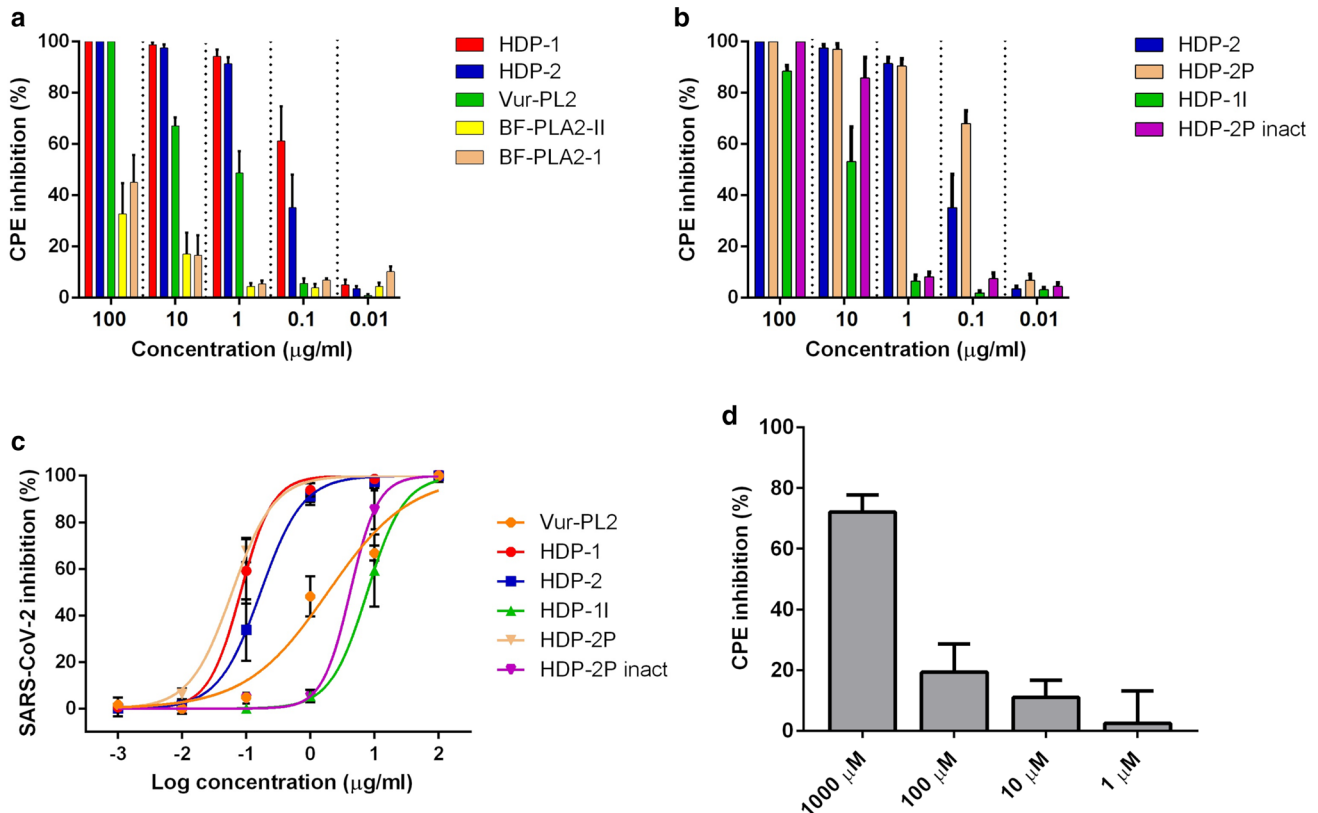 a
CPE inhibition (%)
100
80
60
40
20
0
100 10 1 0.1 0.01
Concentration (μg/ml)
HDP-1
HDP-2
Vur-PL2
BF-PLA2-II
BF-PLA2-1
b
CPE inhibition (%)
100
80
60
40
20
0
100 10 1 0.1 0.01
Concentration (μg/ml)
HDP-2
HDP-2P
HDP-1I
HDP-2P inact
c
SARS-CoV-2 inhibition (%)
100
80
60
40
20
0
-3 -2 -1 0 1 2
Log concentration (μg/ml)
Vur-PL2
HDP-1
HDP-2
HDP-1I
HDP-2P
HDP-2P inact
d
CPE inhibition (%)
100
80
60
40
20
0
1000 μM
100 μM
10 μM
1 μM